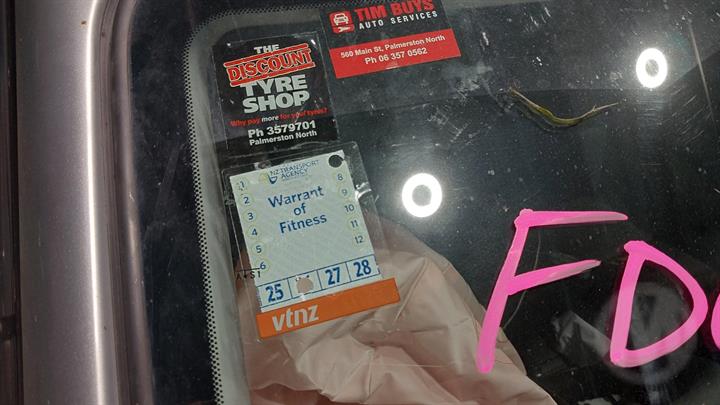 TIM BUYS
AUTO SERVICES
560 Main St, Palmerston North
Ph 06 357 0562
THE
DISCOUNT
TYRE
SHOP
Why pay more for your tyres?
Ph 3579701
Palmerston North
NZ TRANSPORT
AGENCY
Warrant
of
Fitness
1
2
3
4
5
6
8
9
10
11
12
25 27 28
vtnz
FD